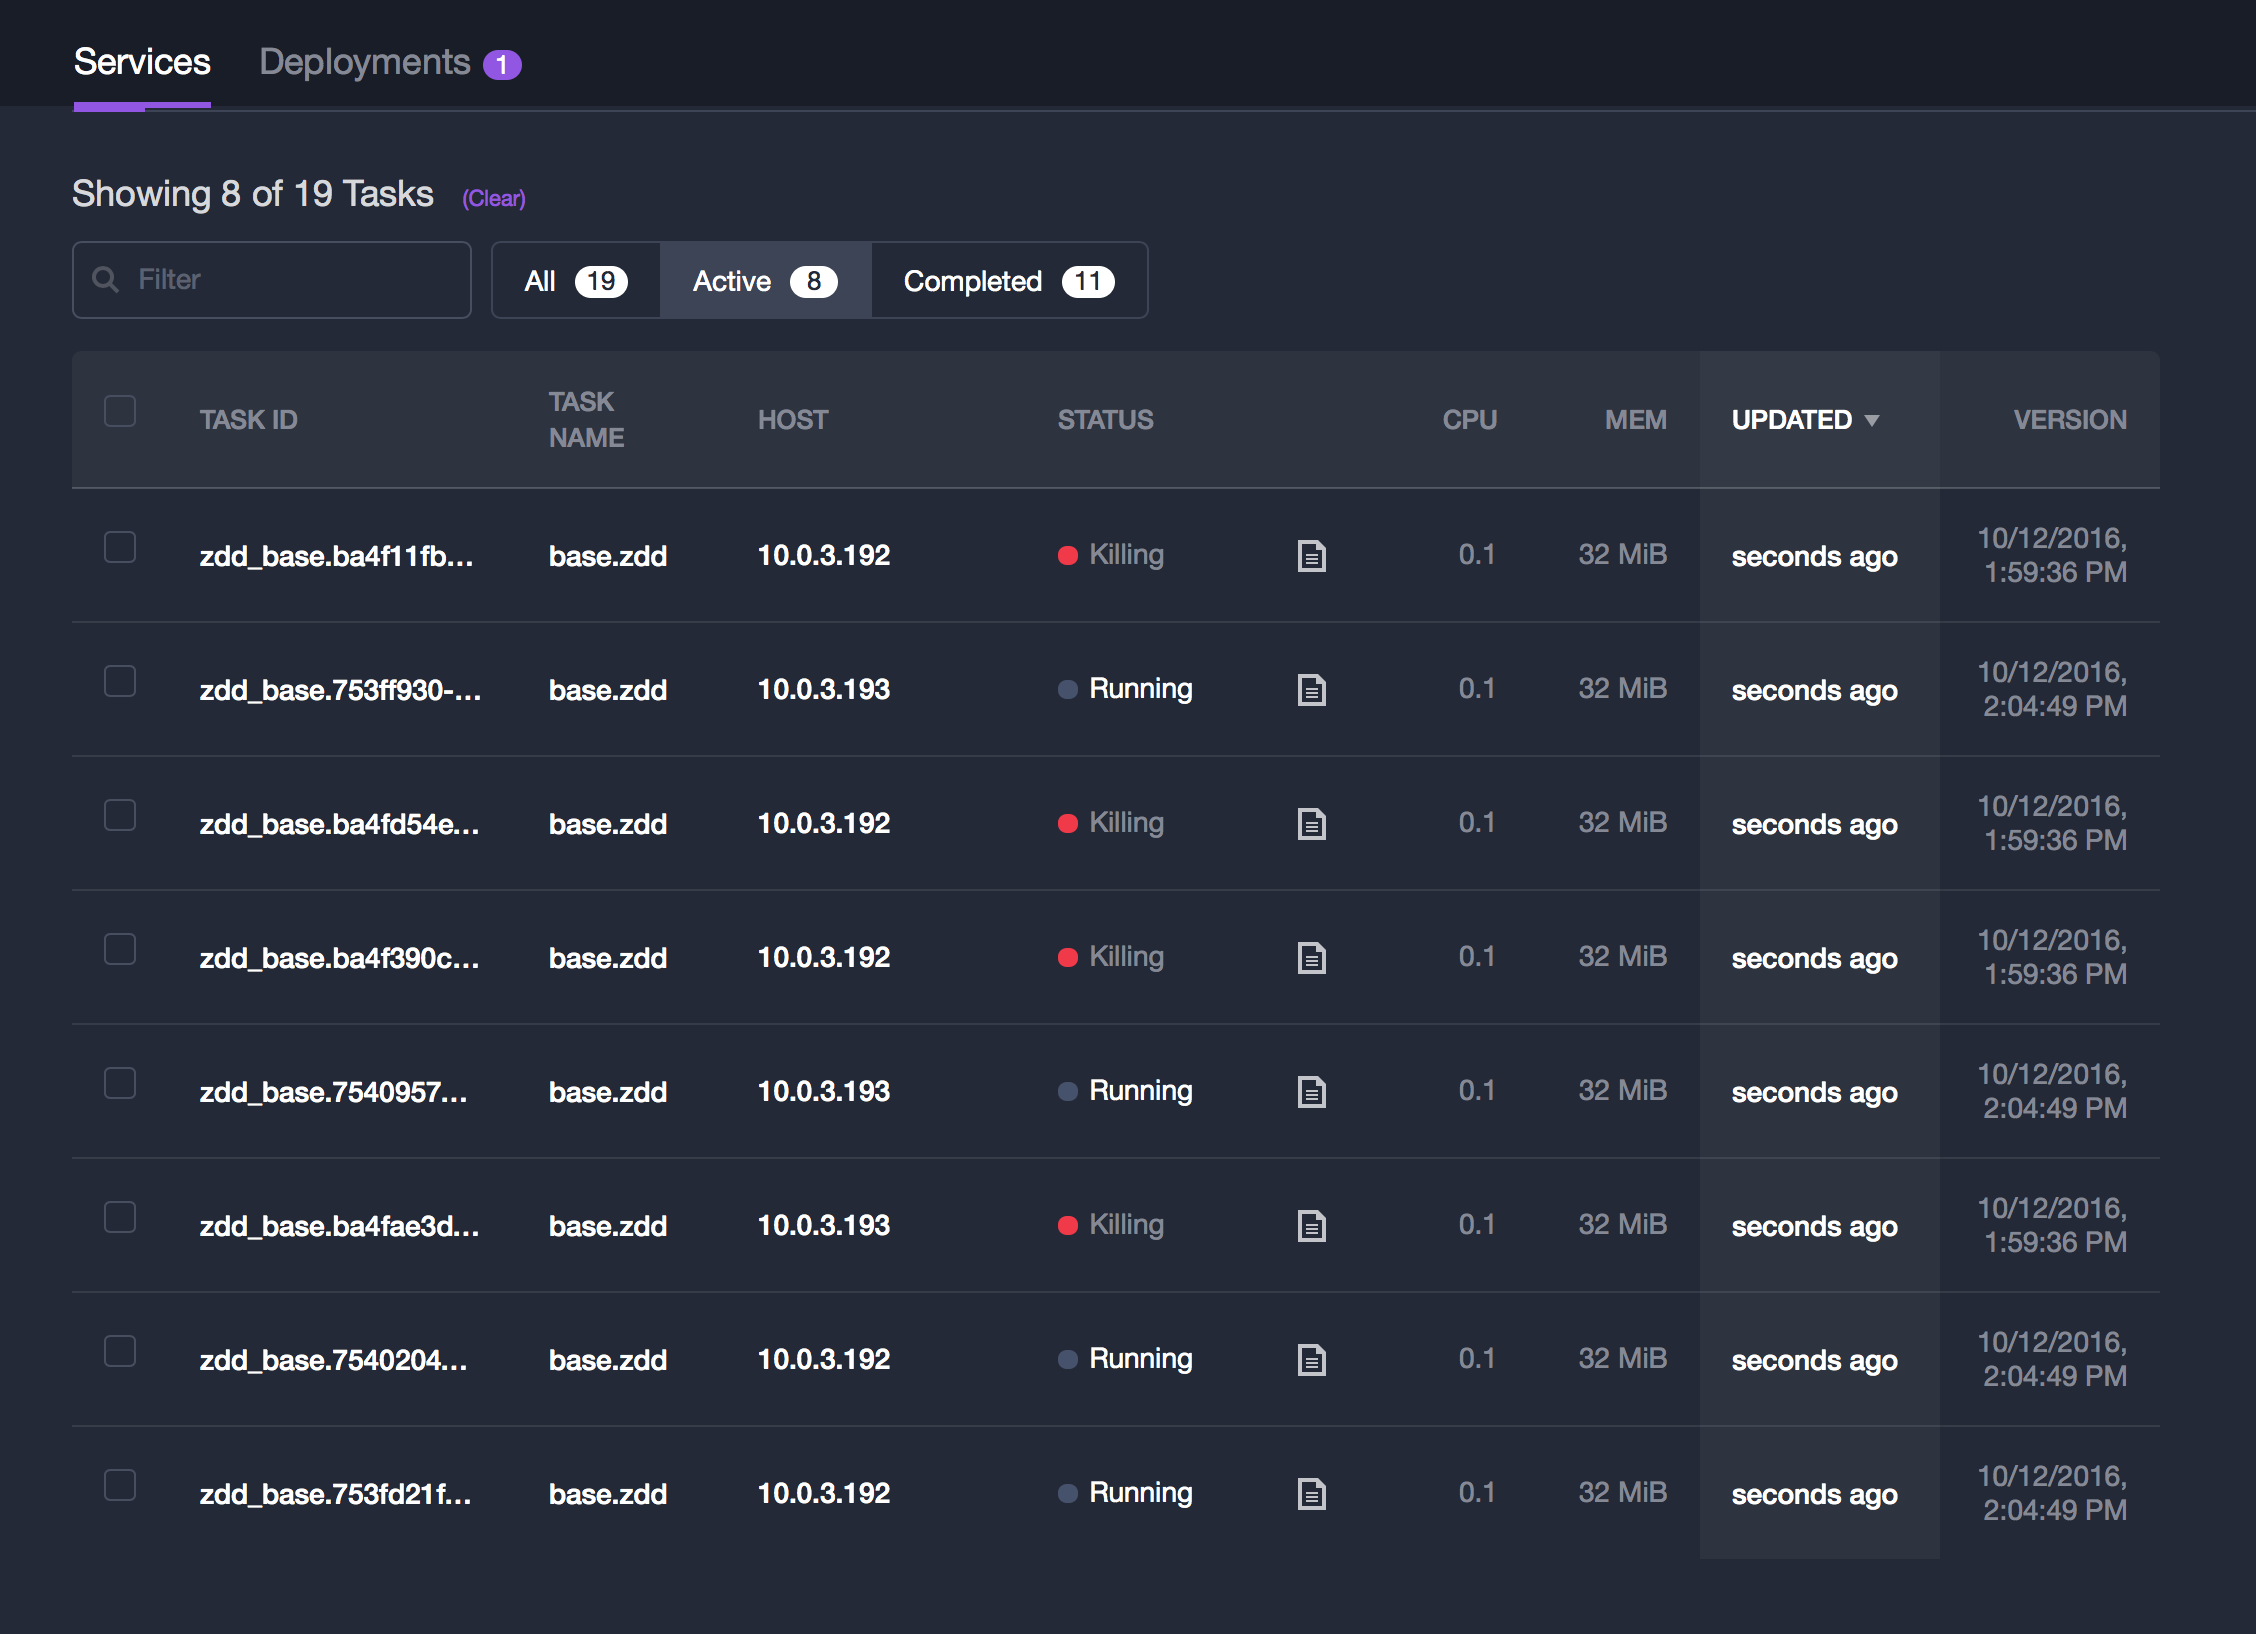 Services Deployments 1
Showing 8 of 19 Tasks (Clear)
Filter All 19 Active 8 Completed 11
TASK ID TASK NAME HOST STATUS CPU MEM UPDATED VERSION
zdd_base.ba4f11fb... base.zdd 10.0.3.192 Killing 0.1 32 MiB seconds ago 10/12/2016, 1:59:36 PM
zdd_base.753ff930-... base.zdd 10.0.3.193 Running 0.1 32 MiB seconds ago 10/12/2016, 2:04:49 PM
zdd_base.ba4fd54e... base.zdd 10.0.3.192 Killing 0.1 32 MiB seconds ago 10/12/2016, 1:59:36 PM
zdd_base.ba4f390c... base.zdd 10.0.3.192 Killing 0.1 32 MiB seconds ago 10/12/2016, 1:59:36 PM
zdd_base.7540957... base.zdd 10.0.3.193 Running 0.1 32 MiB seconds ago 10/12/2016, 2:04:49 PM
zdd_base.ba4fae3d... base.zdd 10.0.3.193 Killing 0.1 32 MiB seconds ago 10/12/2016, 1:59:36 PM
zdd_base.7540204... base.zdd 10.0.3.192 Running 0.1 32 MiB seconds ago 10/12/2016, 2:04:49 PM
zdd_base.753fd21f... base.zdd 10.0.3.192 Running 0.1 32 MiB seconds ago 10/12/2016, 2:04:49 PM